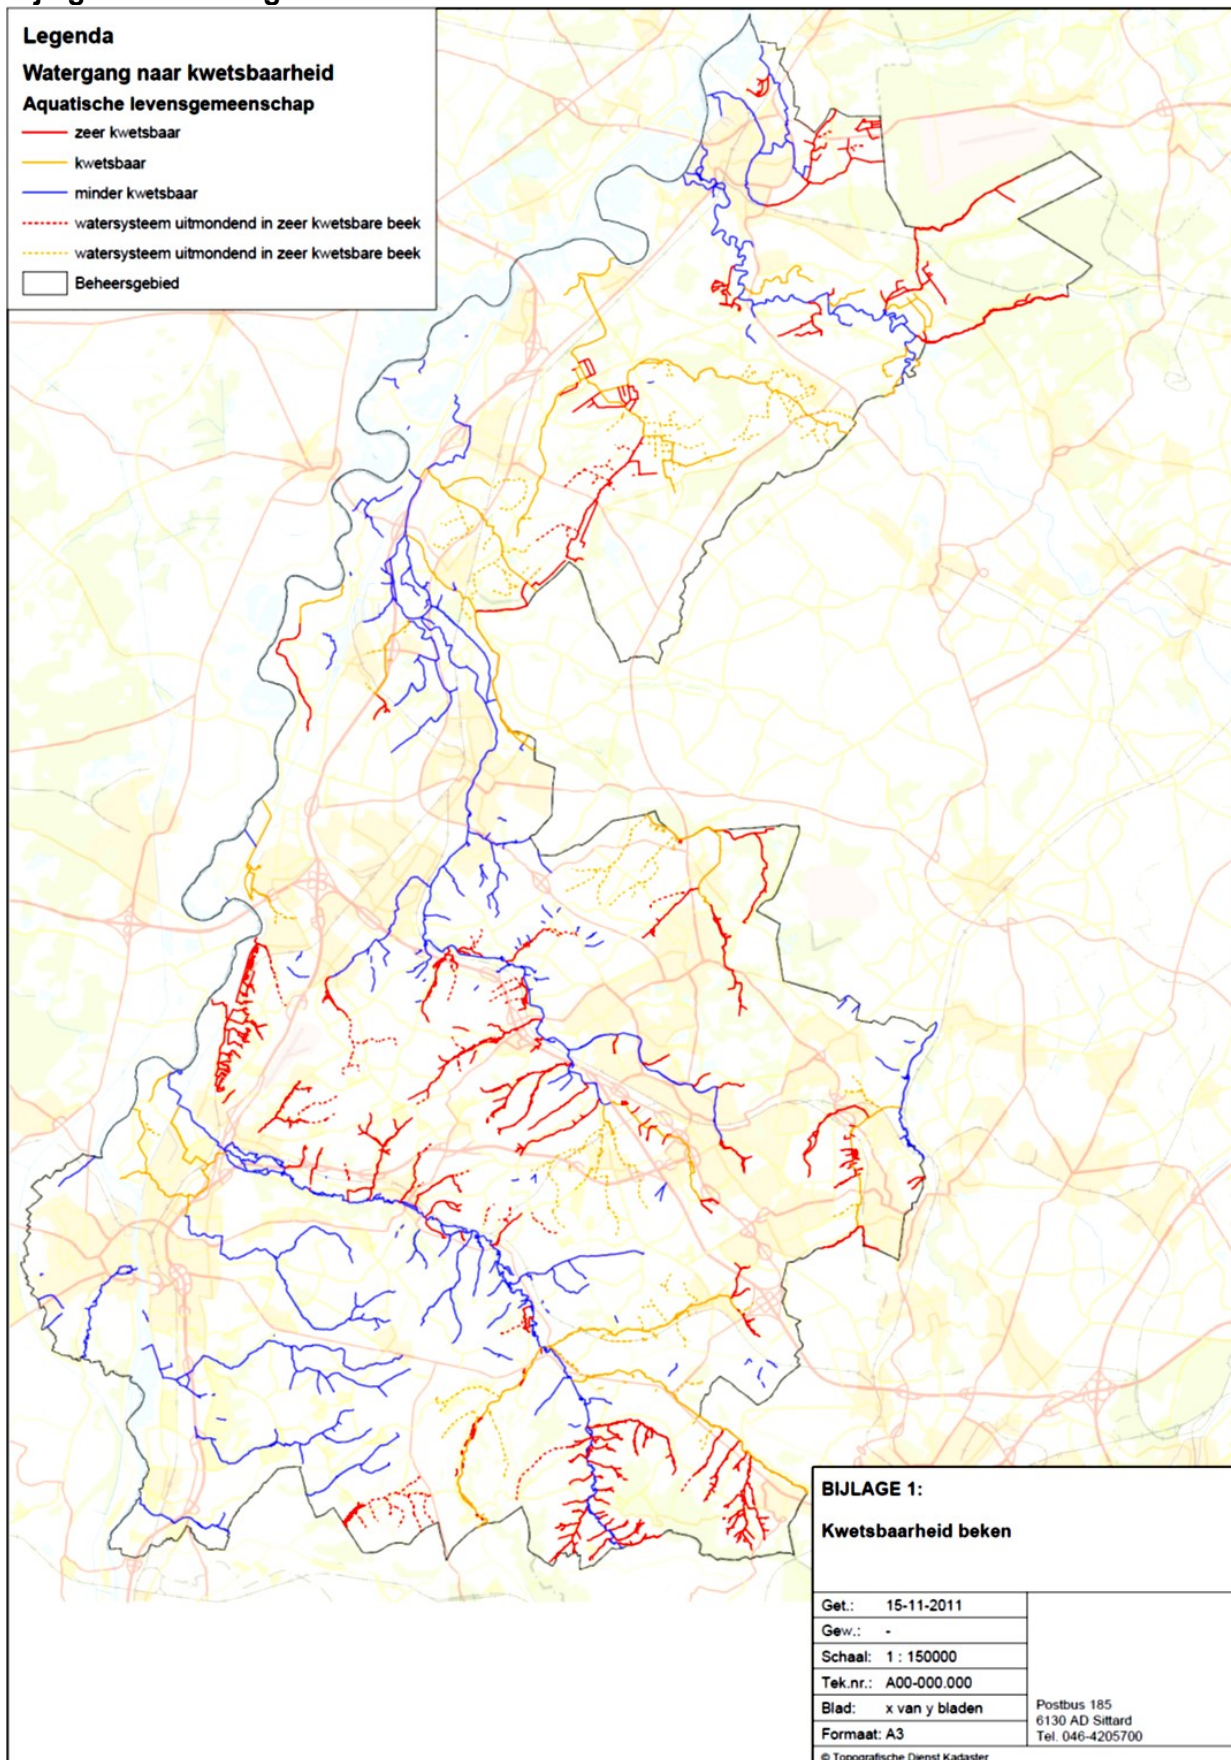 Legenda
Watergang naar kwetsbaarheid
Aquatische levensgemeenschap
zeer kwetsbaar
kwetsbaar
minder kwetsbaar
watersysteem uitmondend in zeer kwetsbare beek
watersysteem uitmondend in zeer kwetsbare beek
Beheersgebied
BIJLAGE 1:
Kwetsbaarheid beken
Get.: 15-11-2011
Gew.: -
Schaal: 1 : 150000
Tek.nr.: A00-000.000
Blad: x van y bladen
Formaat: A3
Postbus 185
6130 AD Sittard
Tel. 046-4205700
© Topografische Dienst Kadaster